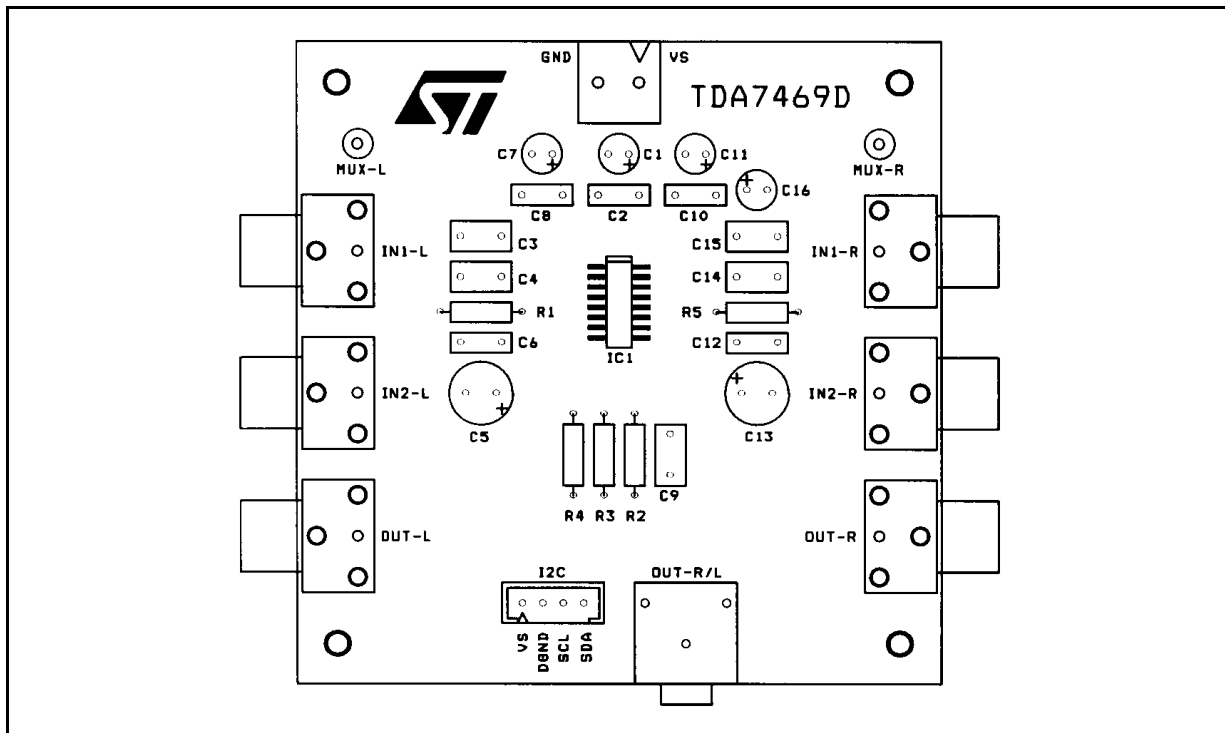 GND VS
ST TDA7469D
C7 C1 C11
MUX-L MUX-R
C16
C8 C2 C10
C3 C15
IN1-L IN1-R
C4 C14
R1 R5
C6 C12
IC1
IN2-L IN2-R
C5 C13
C9
R4 R3 R2
OUT-L OUT-R
I2C OUT-R/L
VS DGND SCL SDA